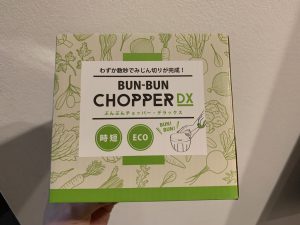 わずか数秒でみじん切りが完成！
BUN-BUN
CHOPPER DX
ぶんぶんチョッパー・デラックス
時短
ECO
BUN!
BUN!